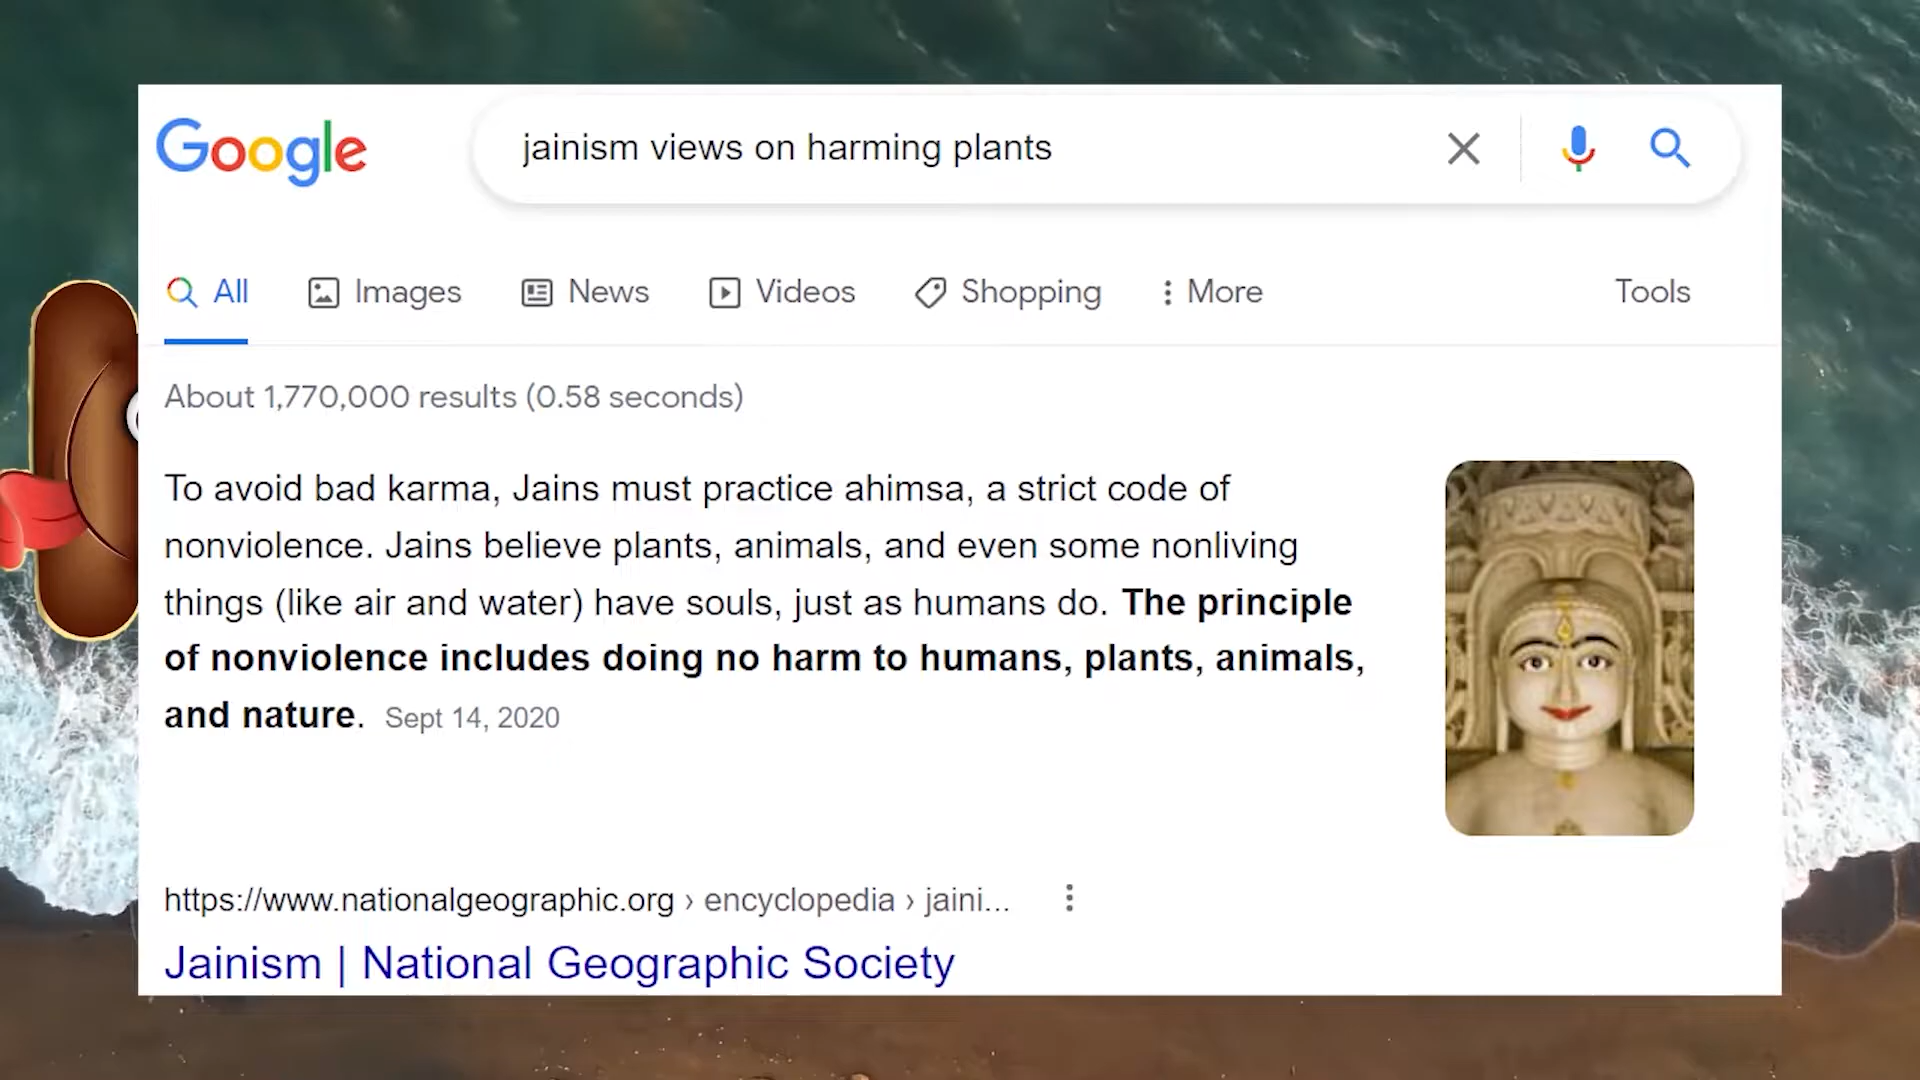 Google
jainism views on harming plants
All Images News Videos Shopping More Tools
About 1,770,000 results (0.58 seconds)
To avoid bad karma, Jains must practice ahimsa, a strict code of
nonviolence. Jains believe plants, animals, and even some nonliving
things (like air and water) have souls, just as humans do. The principle
of nonviolence includes doing no harm to humans, plants, animals,
and nature. Sept 14, 2020
https://www.nationalgeographic.org › encyclopedia › jaini...
Jainism | National Geographic Society